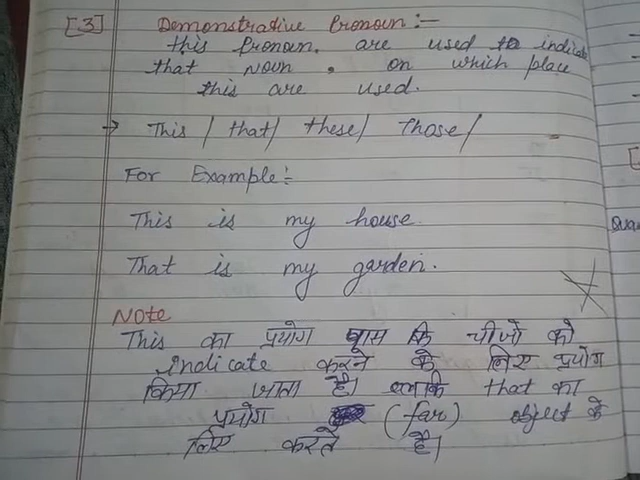 [3] Demonstrative Pronoun :-
this Pronoun. are used to indicate
that Noun. on which place
this are used.
→ This / that / these / Those /
For Example :-
This is my house.
That is my garden.
Note
This का प्रयोग पास कि चीजो को
indicate करने के लिए प्रयोग
किया जाता है। that का
प्रयोग (far) object के
लिए करते है।